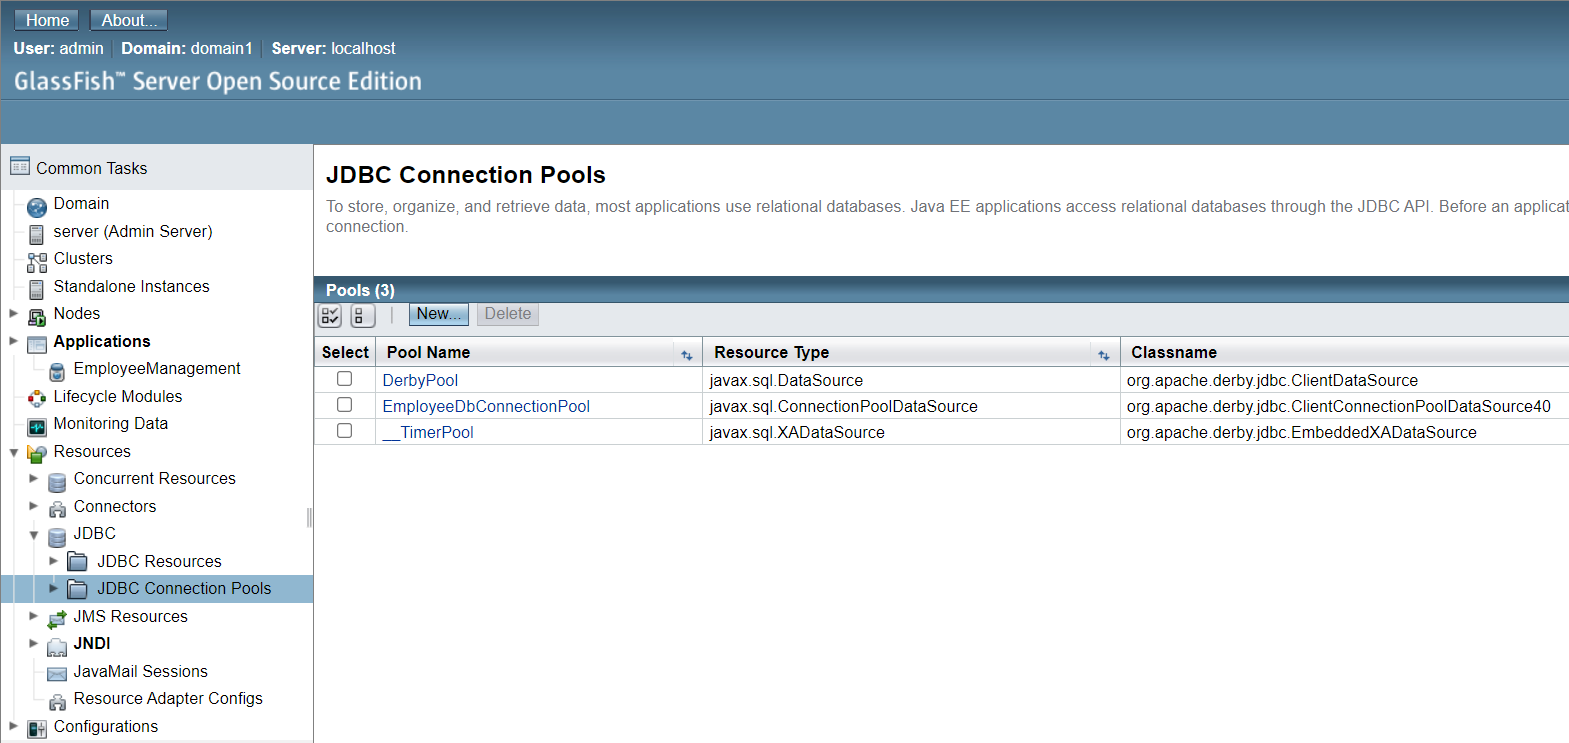 Home About...
User: admin Domain: domain1 Server: localhost
GlassFish™ Server Open Source Edition
Common Tasks
Domain
server (Admin Server)
Clusters
Standalone Instances
Nodes
Applications
EmployeeManagement
Lifecycle Modules
Monitoring Data
Resources
Concurrent Resources
Connectors
JDBC
JDBC Resources
JDBC Connection Pools
JMS Resources
JNDI
JavaMail Sessions
Resource Adapter Configs
Configurations
JDBC Connection Pools
To store, organize, and retrieve data, most applications use relational databases. Java EE applications access relational databases through the JDBC API. Before an applicat
connection.
Pools (3)
New... Delete
Select Pool Name Resource Type Classname
DerbyPool javax.sql.DataSource org.apache.derby.jdbc.ClientDataSource
EmployeeDbConnectionPool javax.sql.ConnectionPoolDataSource org.apache.derby.jdbc.ClientConnectionPoolDataSource40
__TimerPool javax.sql.XADataSource org.apache.derby.jdbc.EmbeddedXADataSource